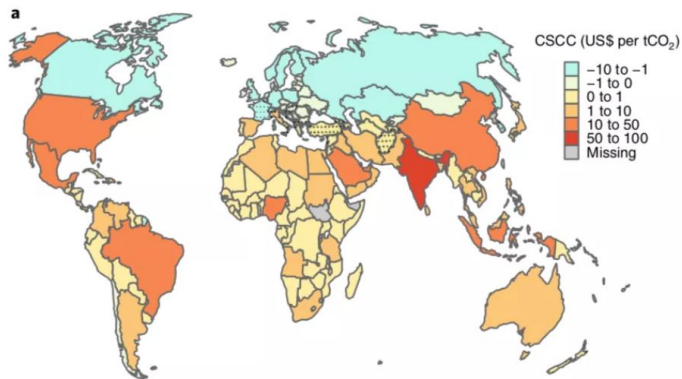 a
CSCC (US$ per tCO₂)
−10 to −1
−1 to 0
0 to 1
1 to 10
10 to 50
50 to 100
Missing